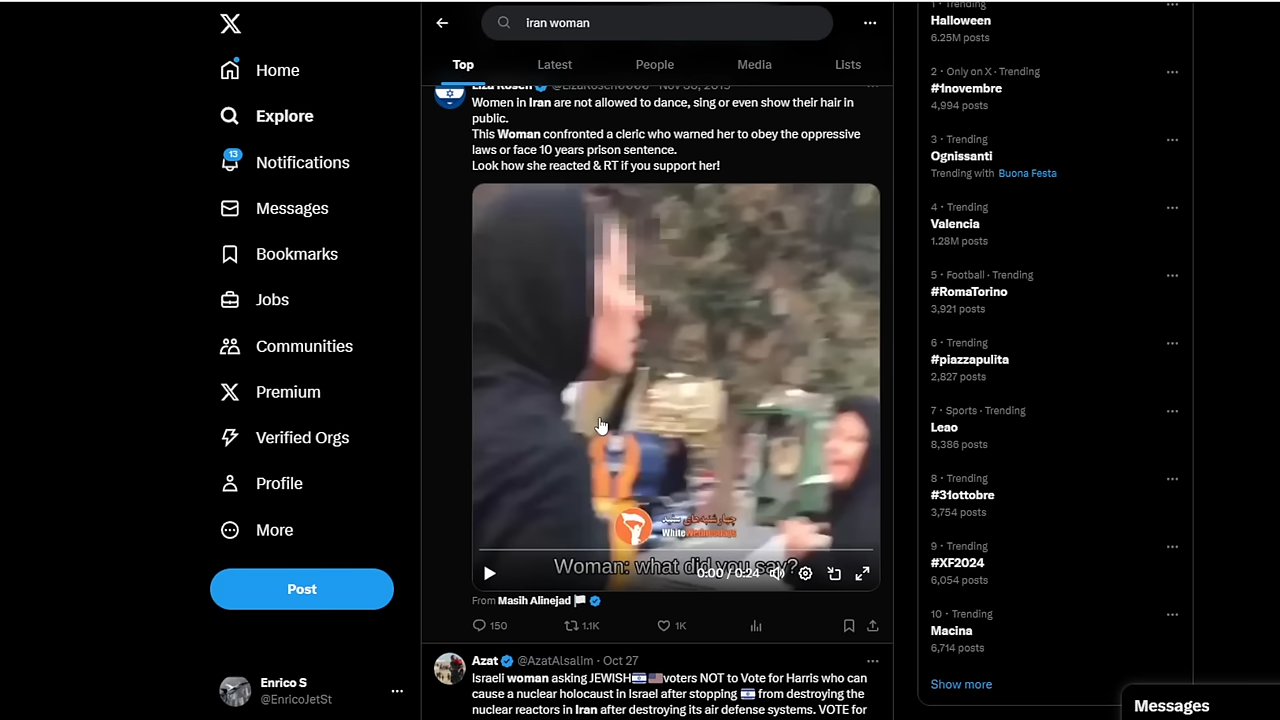 iran woman
Top
Latest
People
Media
Lists
Home
Explore
13
Notifications
Messages
Bookmarks
Jobs
Communities
Premium
Verified Orgs
Profile
More
Post
Enrico S
@EnricoJetSt
Women in Iran are not allowed to dance, sing or even show their hair in
public.
This Woman confronted a cleric who warned her to obey the oppressive
laws or face 10 years prison sentence.
Look how she reacted & RT if you support her!
چهارشنبه‌های سفید
WhiteWednesdays
Woman: what did you say?
0:00 / 0:24
From Masih Alinejad
150
1.1K
1K
Azat @AzatAlsalim · Oct 27
Israeli woman asking JEWISH voters NOT to Vote for Harris who can
cause a nuclear holocaust in Israel after stopping from destroying the
nuclear reactors in Iran after destroying its air defense systems. VOTE for
1 · Trending
Halloween
6.25M posts
2 · Only on X · Trending
#1novembre
4,994 posts
3 · Trending
Ognissanti
Trending with Buona Festa
4 · Trending
Valencia
1.28M posts
5 · Football · Trending
#RomaTorino
3,921 posts
6 · Trending
#piazzapulita
2,827 posts
7 · Sports · Trending
Leao
8,386 posts
8 · Trending
#31ottobre
3,754 posts
9 · Trending
#XF2024
6,054 posts
10 · Trending
Macina
6,714 posts
Show more
Messages